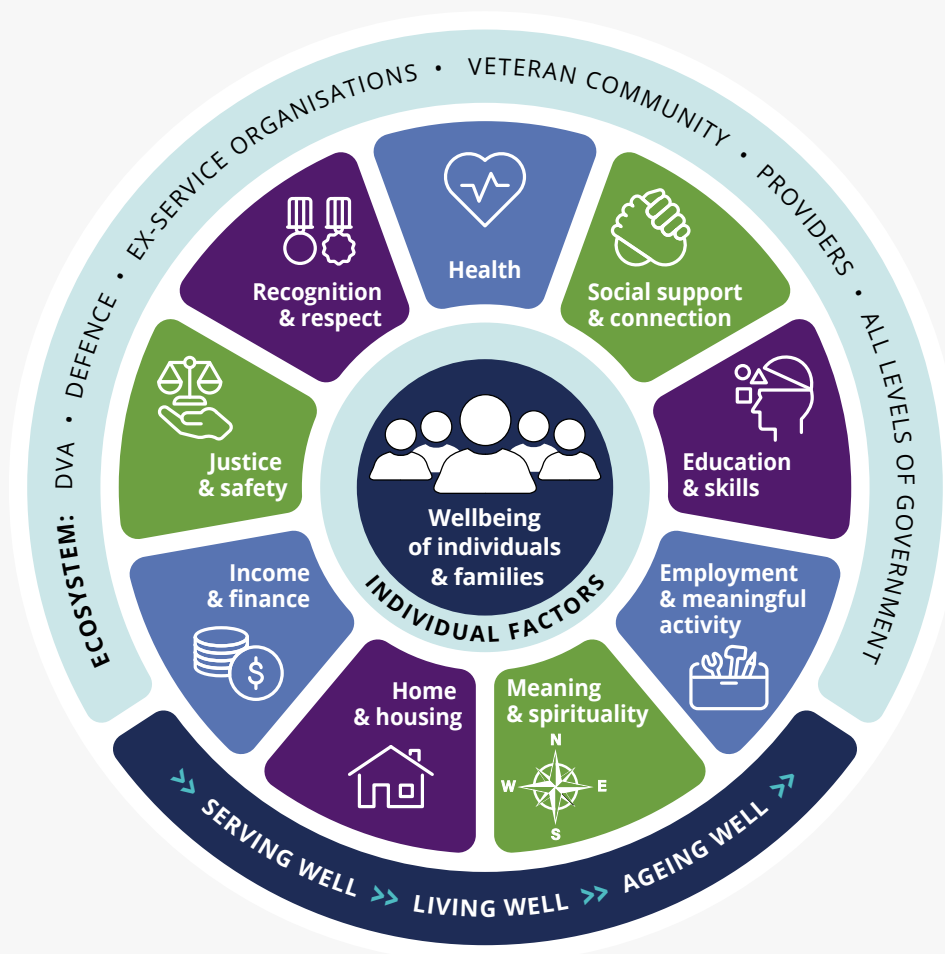 ECOSYSTEM: DVA • DEFENCE • EX-SERVICE ORGANISATIONS • VETERAN COMMUNITY • PROVIDERS • ALL LEVELS OF GOVERNMENT
Health
Social support
& connection
Education
& skills
Employment
& meaningful
activity
Meaning
& spirituality
N
W
E
S
Home
& housing
Income
& finance
$
Justice
& safety
Recognition
& respect
Wellbeing
of individuals
& families
INDIVIDUAL FACTORS
>> SERVING WELL >> LIVING WELL >> AGEING WELL >>